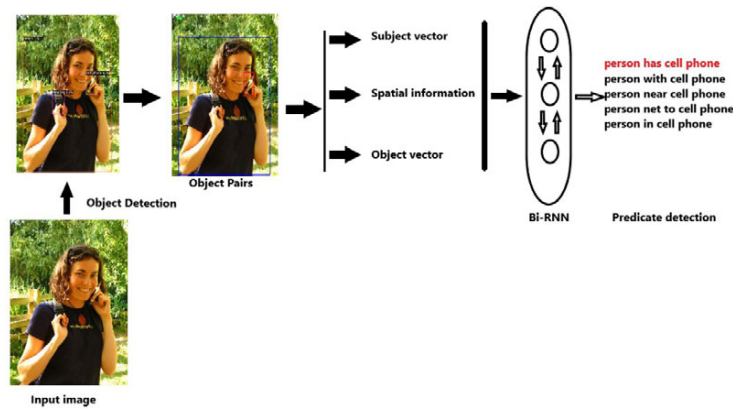 Subject vector
Spatial information
Object vector
person has cell phone
person with cell phone
person near cell phone
person net to cell phone
person in cell phone
Object Pairs
Object Detection
Bi-RNN
Predicate detection
Input image